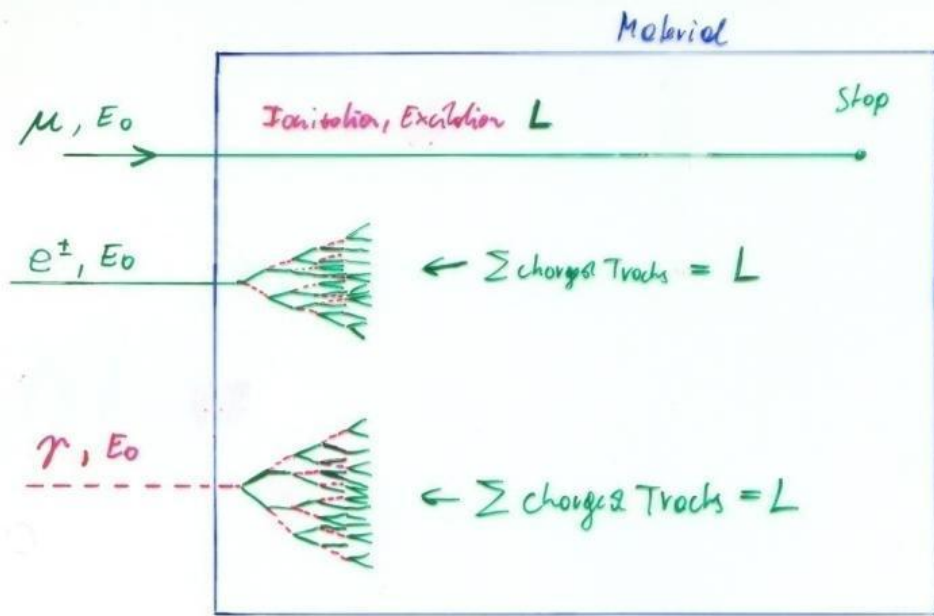 Material
μ, E₀
Ionisation, Excitation L
Stop
e±, E₀
← Σ charged Tracks = L
γ, E₀
← Σ charged Tracks = L